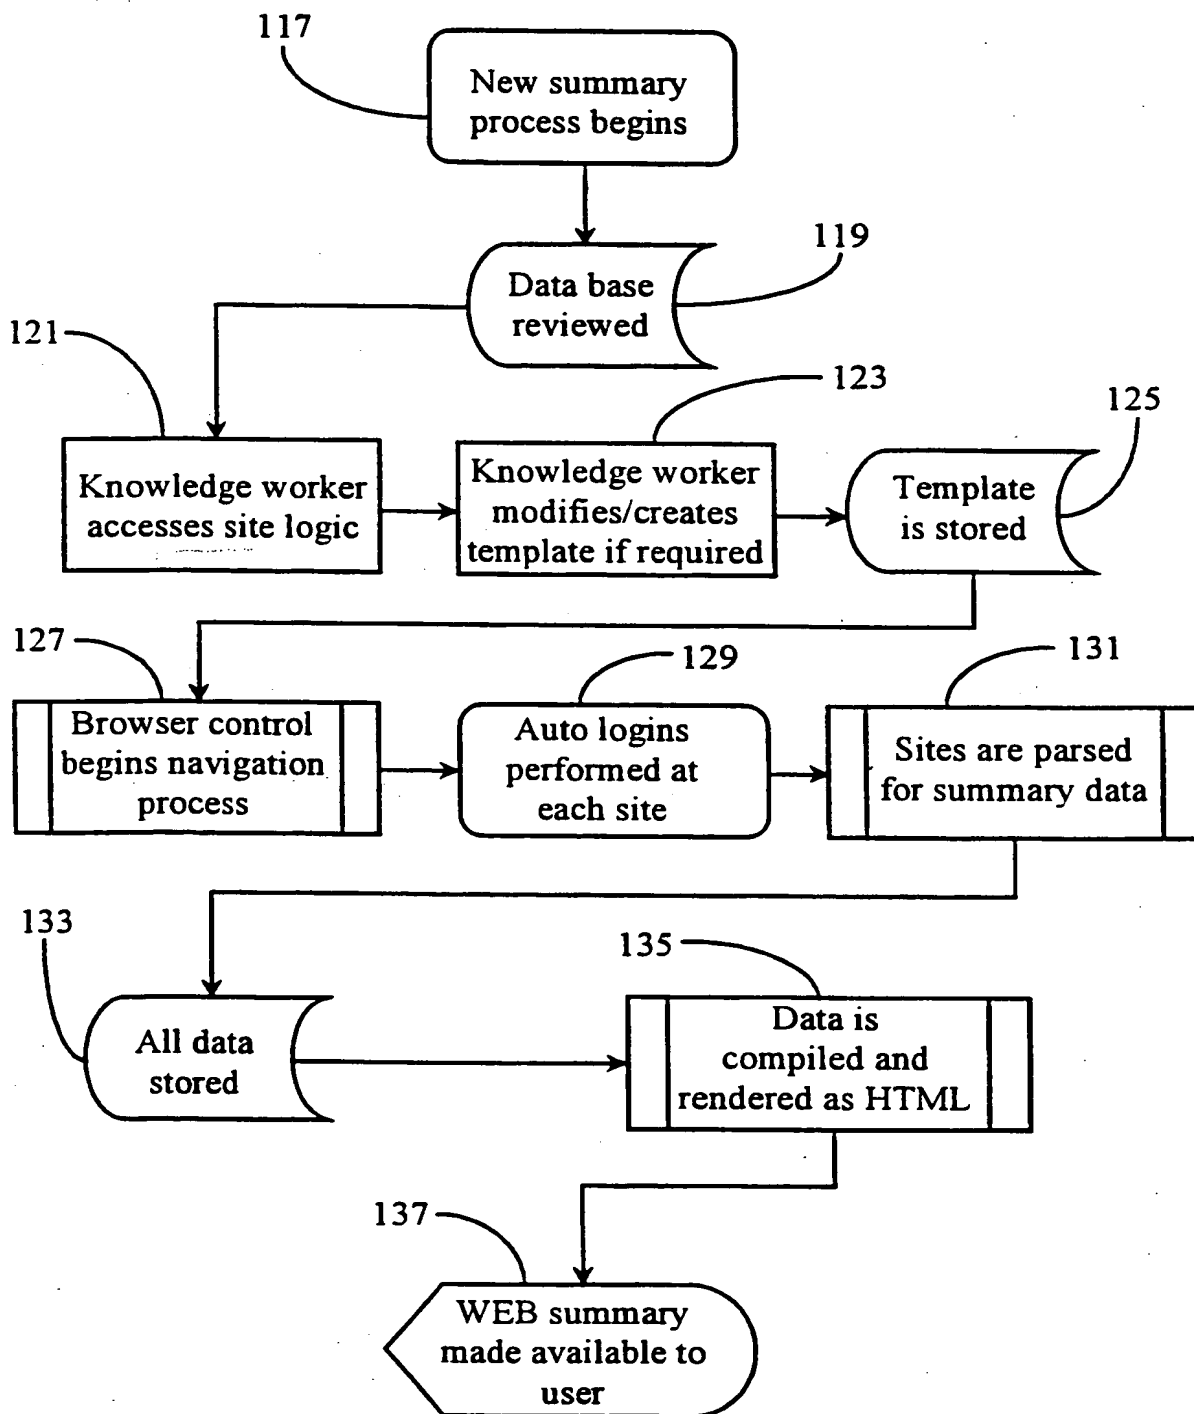 117
New summary
process begins
119
Data base
reviewed
121
Knowledge worker
accesses site logic
123
Knowledge worker
modifies/creates
template if required
125
Template
is stored
127
Browser control
begins navigation
process
129
Auto logins
performed at
each site
131
Sites are parsed
for summary data
133
All data
stored
135
Data is
compiled and
rendered as HTML
137
WEB summary
made available to
user